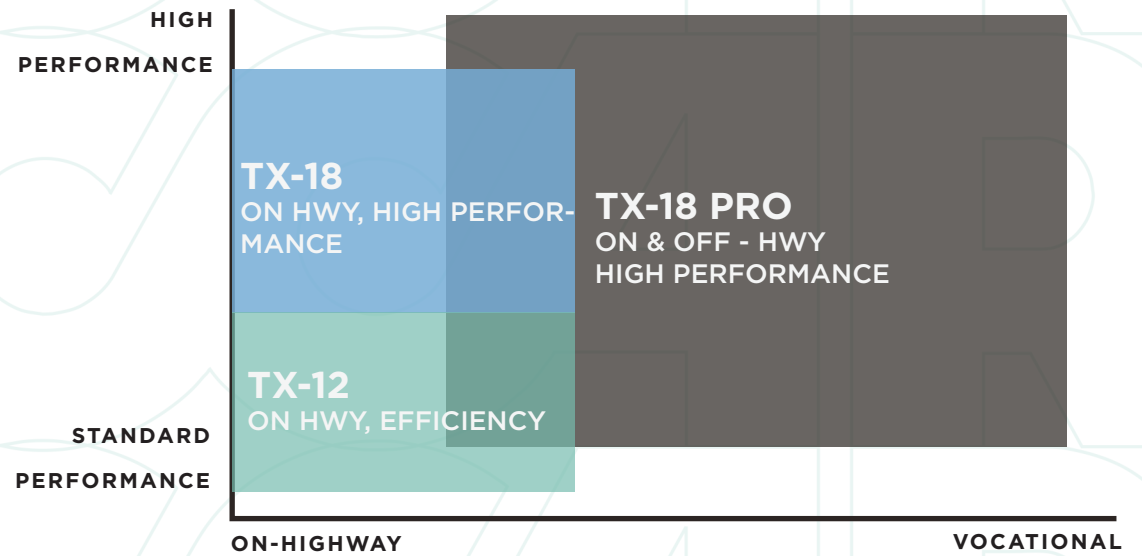 HIGH
PERFORMANCE
TX-18
ON HWY, HIGH PERFOR-
MANCE
TX-18 PRO
ON & OFF - HWY
HIGH PERFORMANCE
TX-12
ON HWY, EFFICIENCY
STANDARD
PERFORMANCE
ON-HIGHWAY
VOCATIONAL